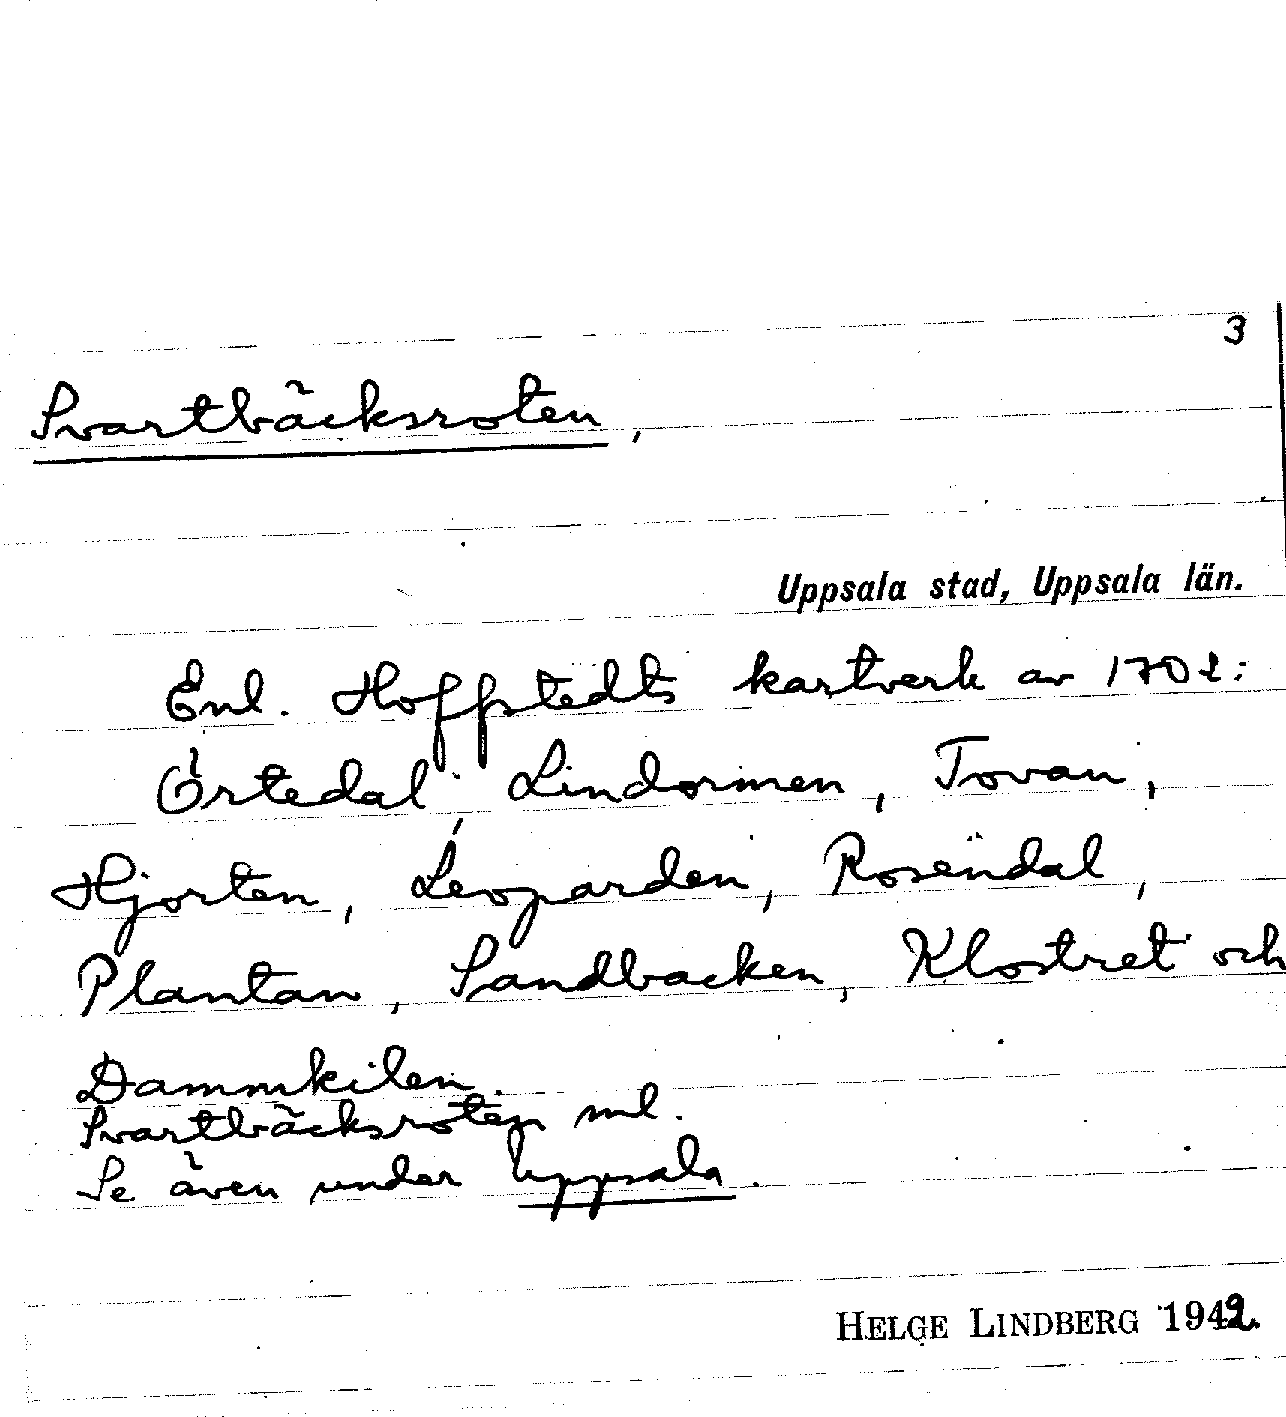 3
Svartbäcksroten,
Uppsala stad, Uppsala län.
Enl. Hoffstedts kartverk av 1702:
Örtedal, Lindormen, Tovan,
Hjorten, Leoparden, Rosendal,
Plantan, Sandbacken, Klostret och
Dammkilen.
Svartbäcksroten ml.
Se även under Uppsala.
HELGE LINDBERG 1942.